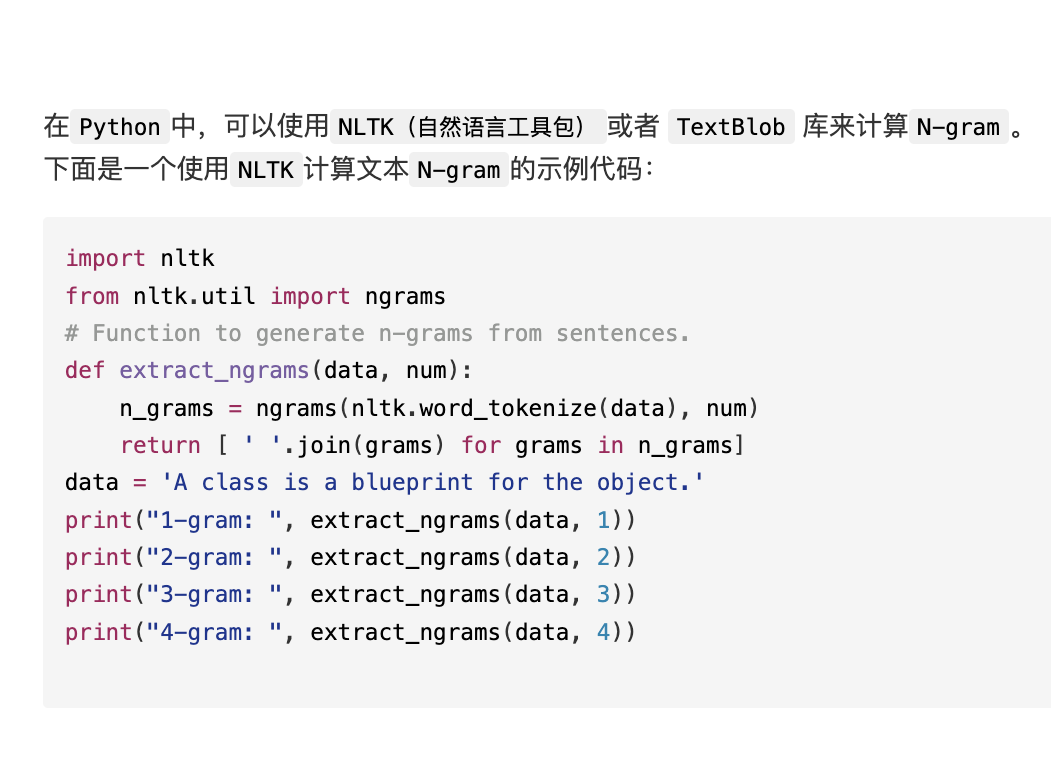 在 Python 中，可以使用 NLTK（自然语言工具包） 或者 TextBlob 库来计算 N-gram 。
下面是一个使用 NLTK 计算文本 N-gram 的示例代码：
import nltk
from nltk.util import ngrams
# Function to generate n-grams from sentences.
def extract_ngrams(data, num):
    n_grams = ngrams(nltk.word_tokenize(data), num)
    return [ ' '.join(grams) for grams in n_grams]
data = 'A class is a blueprint for the object.'
print("1-gram: ", extract_ngrams(data, 1))
print("2-gram: ", extract_ngrams(data, 2))
print("3-gram: ", extract_ngrams(data, 3))
print("4-gram: ", extract_ngrams(data, 4))